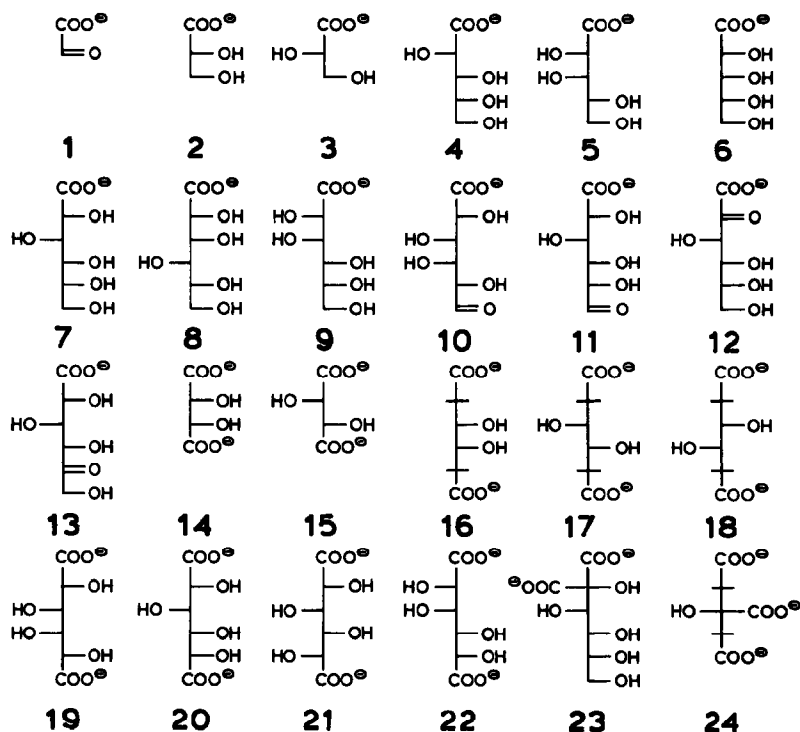 COO⊖ COO⊖ COO⊖ COO⊖ COO⊖ COO⊖
O OH HO HO HO OH
OH OH OH HO OH
OH OH OH
OH OH OH
1 2 3 4 5 6
COO⊖ COO⊖ COO⊖ COO⊖ COO⊖ COO⊖
OH OH HO OH OH O
HO OH HO HO HO HO
OH HO OH HO OH OH
OH OH OH OH OH OH
OH OH OH O O OH
7 8 9 10 11 12
COO⊖ COO⊖ COO⊖ COO⊖ COO⊖ COO⊖
OH OH HO
HO OH OH OH HO OH
OH COO⊖ COO⊖ OH OH HO
O
OH COO⊖ COO⊖ COO⊖
13 14 15 16 17 18
COO⊖ COO⊖ COO⊖ COO⊖ COO⊖ COO⊖
OH OH OH HO ⊖OOC OH
HO HO HO HO HO HO COO⊖
HO OH OH OH OH
OH OH HO OH OH COO⊖
COO⊖ COO⊖ COO⊖ COO⊖ OH
19 20 21 22 23 24